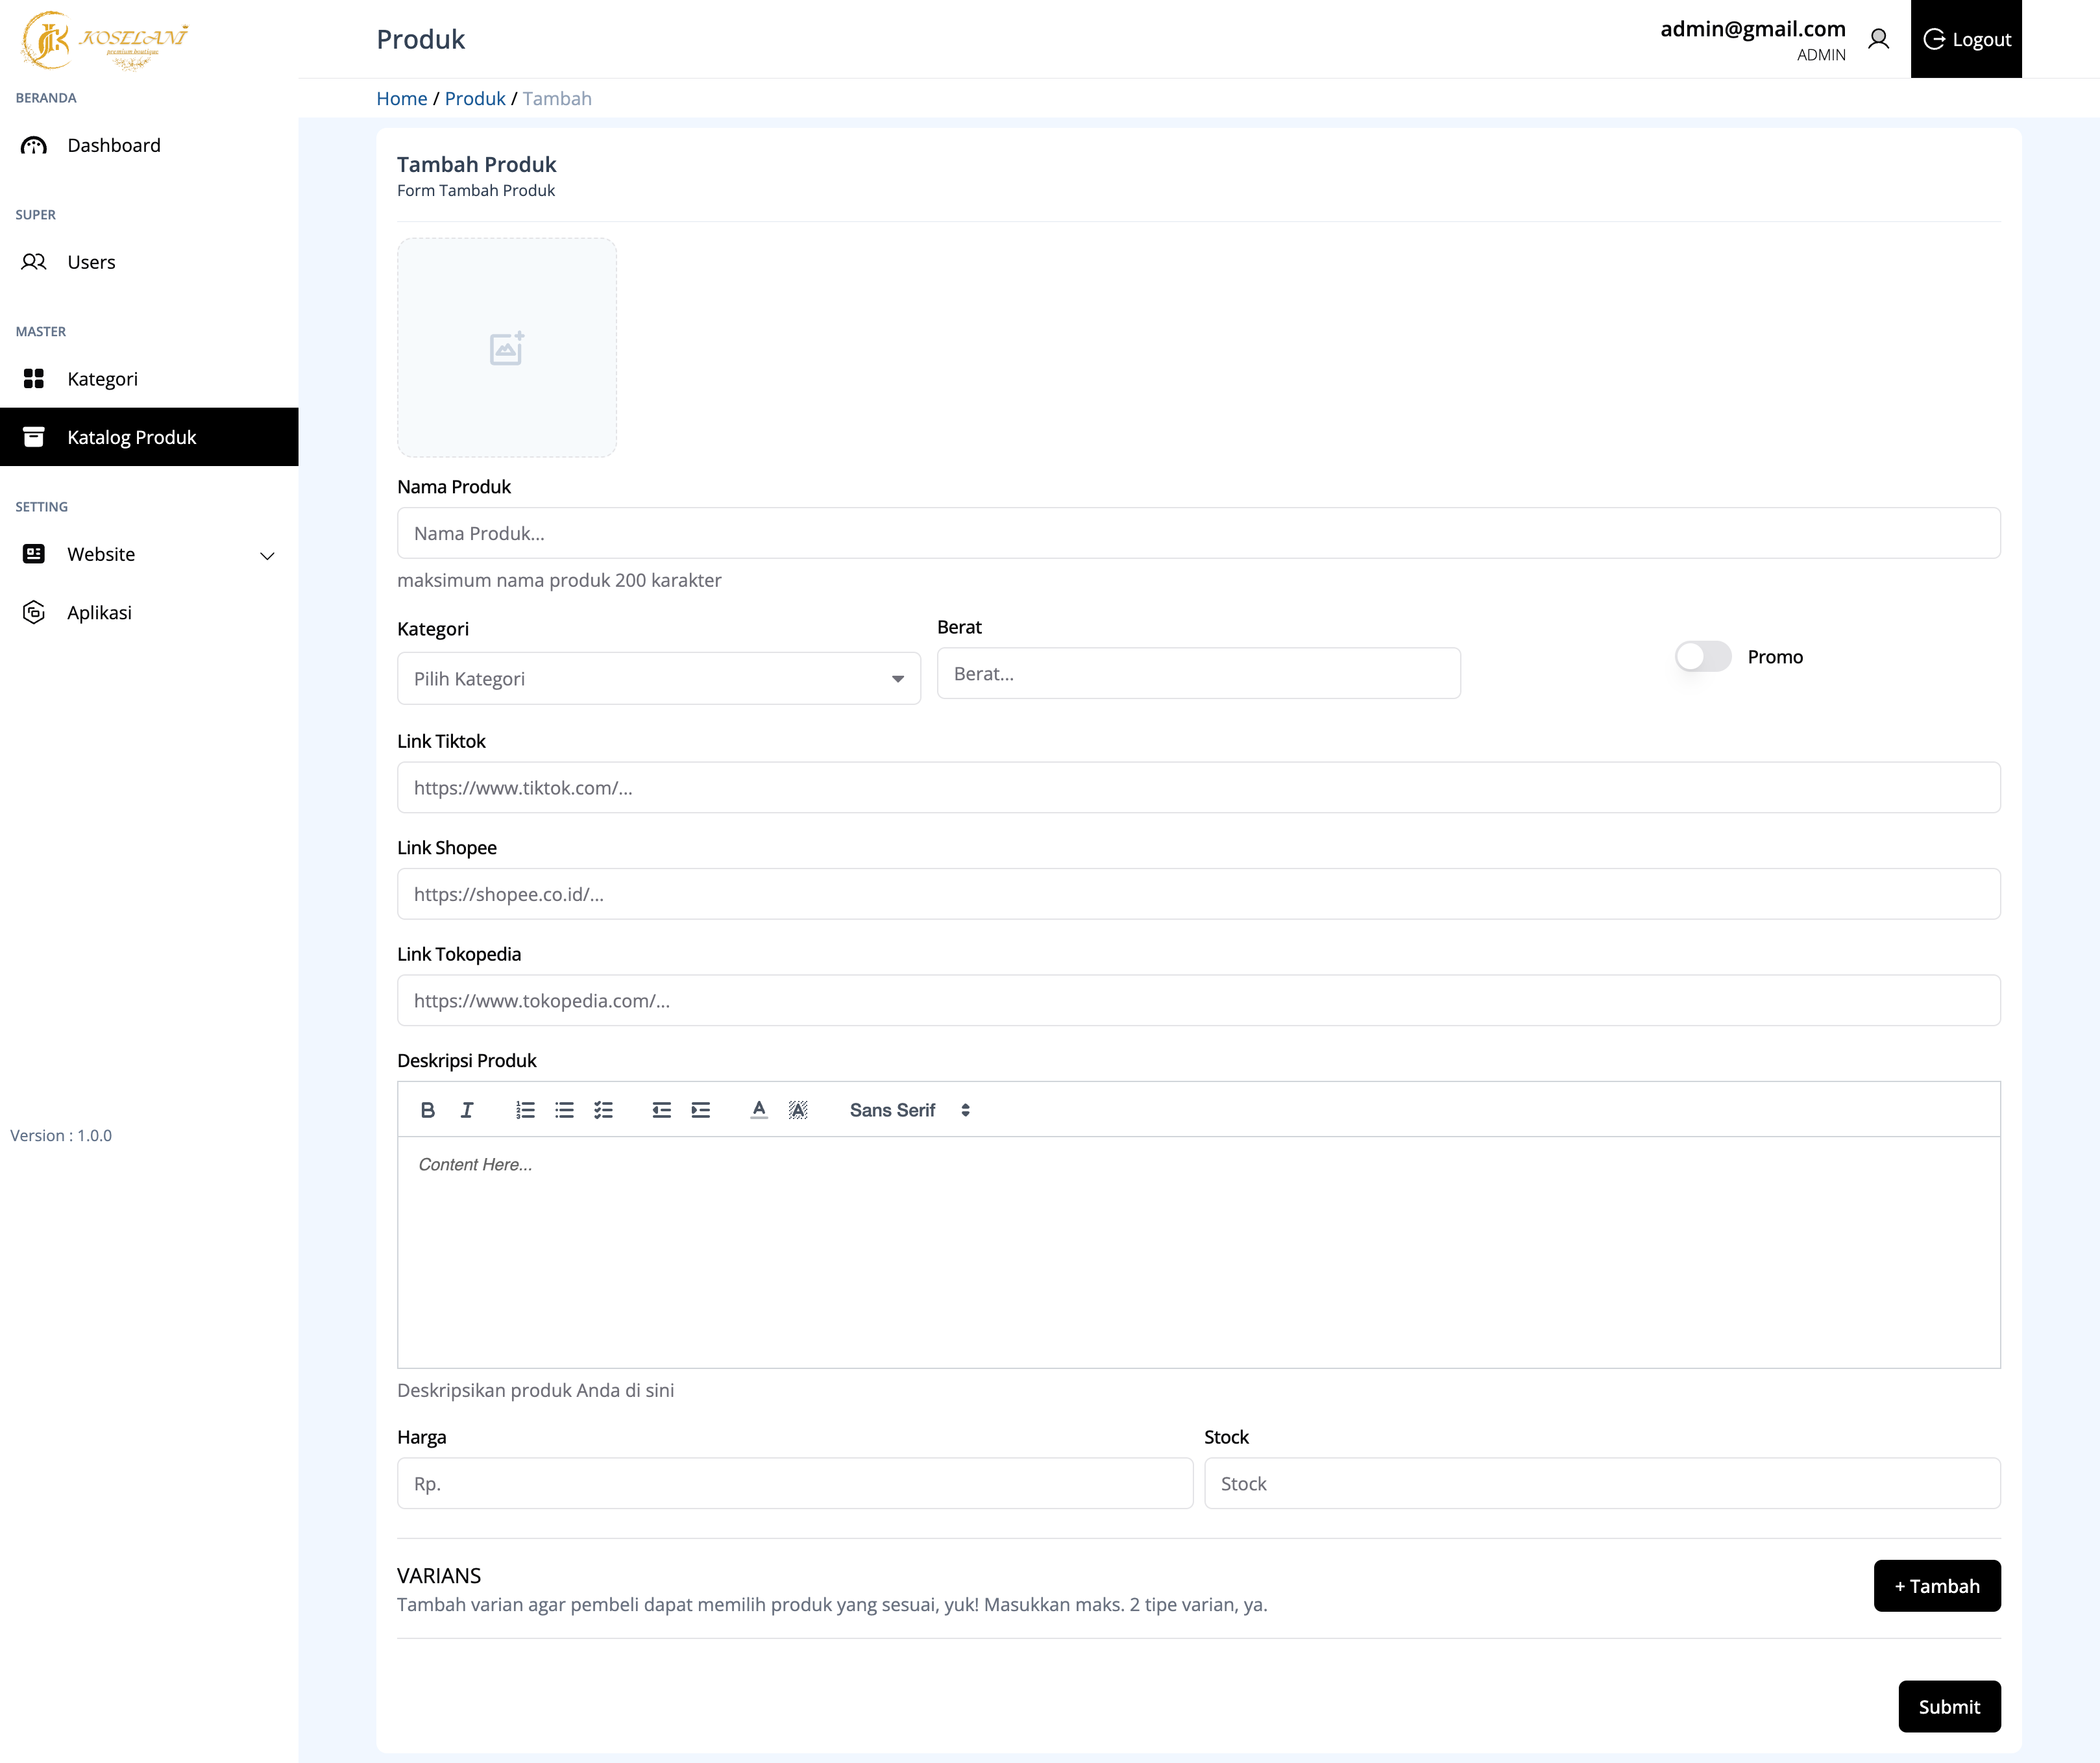 KOSELANI
premium boutique
BERANDA
Dashboard
SUPER
Users
MASTER
Kategori
Katalog Produk
SETTING
Website
Aplikasi
Version : 1.0.0
Produk
admin@gmail.com
ADMIN
Logout
Home / Produk / Tambah
Tambah Produk
Form Tambah Produk
Nama Produk
Nama Produk...
maksimum nama produk 200 karakter
Kategori
Pilih Kategori
Berat
Berat...
Promo
Link Tiktok
https://www.tiktok.com/...
Link Shopee
https://shopee.co.id/...
Link Tokopedia
https://www.tokopedia.com/...
Deskripsi Produk
Sans Serif
Content Here...
Deskripsikan produk Anda di sini
Harga
Rp.
Stock
Stock
VARIANS
Tambah varian agar pembeli dapat memilih produk yang sesuai, yuk! Masukkan maks. 2 tipe varian, ya.
+ Tambah
Submit